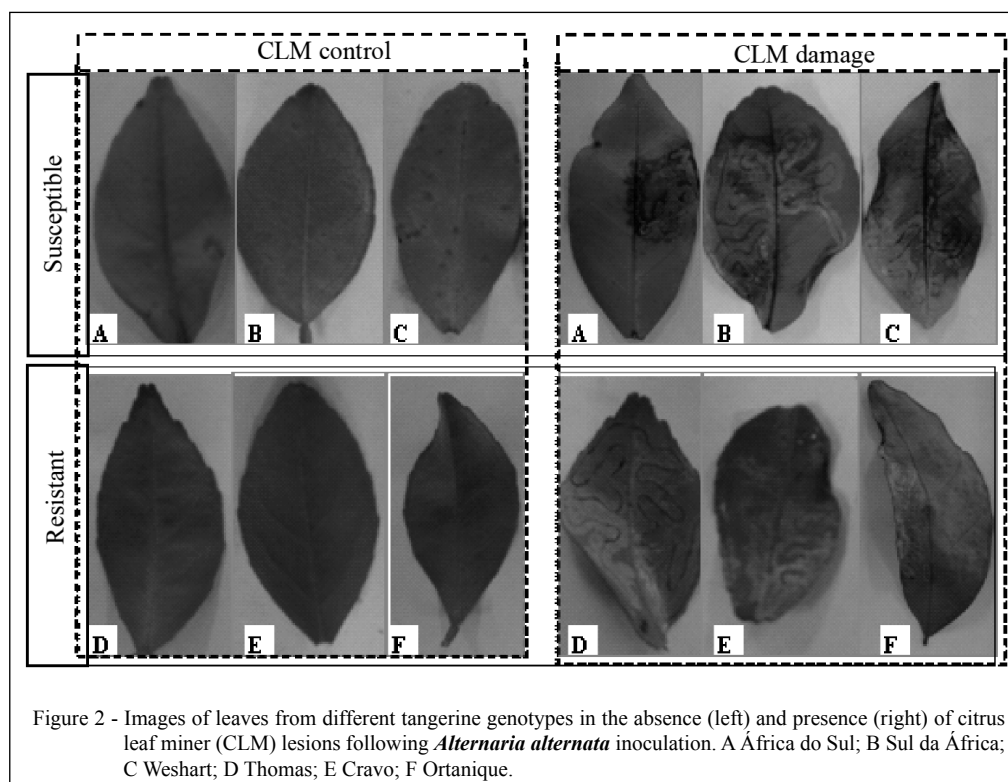 CLM control
CLM damage
Susceptible
A
B
C
A
B
C
Resistant
D
E
F
D
E
F
Figure 2 - Images of leaves from different tangerine genotypes in the absence (left) and presence (right) of citrus
leaf miner (CLM) lesions following Alternaria alternata inoculation. A África do Sul; B Sul da África;
C Weshart; D Thomas; E Cravo; F Ortanique.